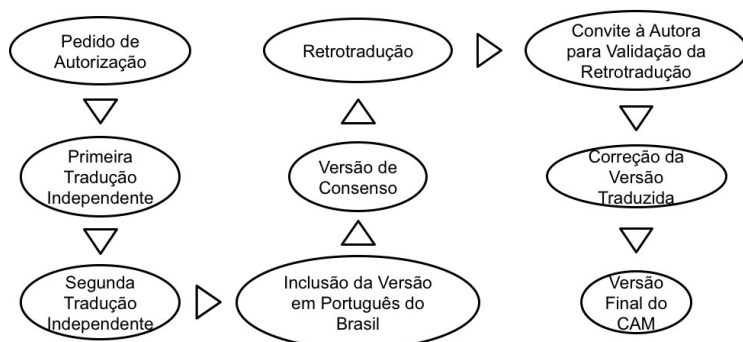 Pedido de
Autorização
Primeira
Tradução
Independente
Segunda
Tradução
Independente
Inclusão da Versão
em Português do
Brasil
Versão de
Consenso
Retrotradução
Convite à Autora
para Validação da
Retrotradução
Correção da
Versão
Traduzida
Versão
Final do
CAM